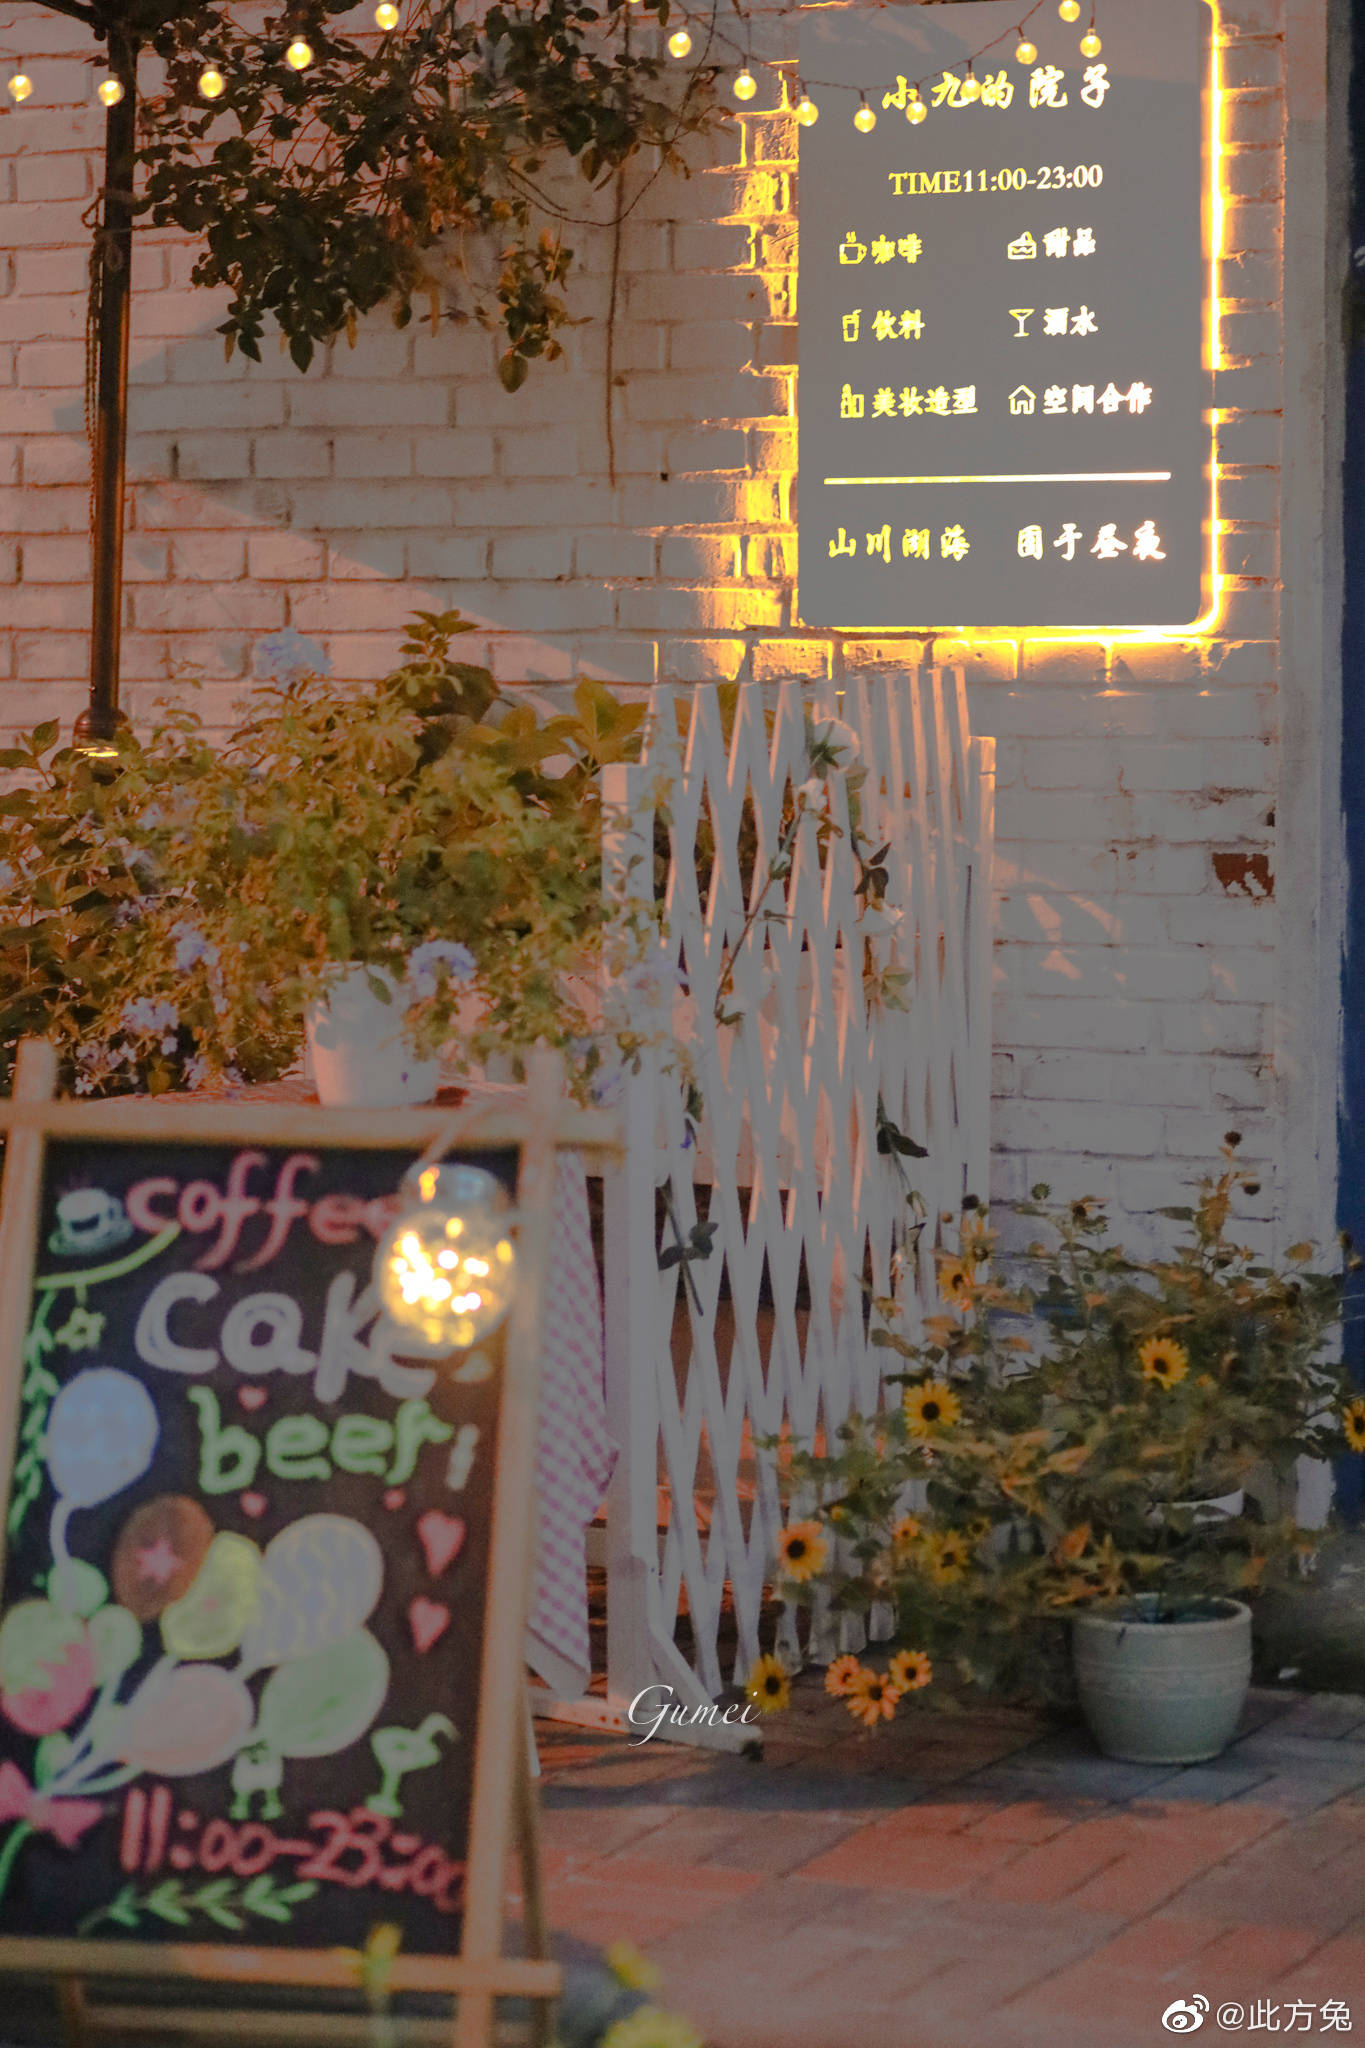 小九的院子
TIME11:00-23:00
咖啡 甜品
饮料 酒水
美妆造型 空间合作
山川湖海 囿于昼夜
coffee
cake
beer!
11:00-23:00
Gumei
@此方兔